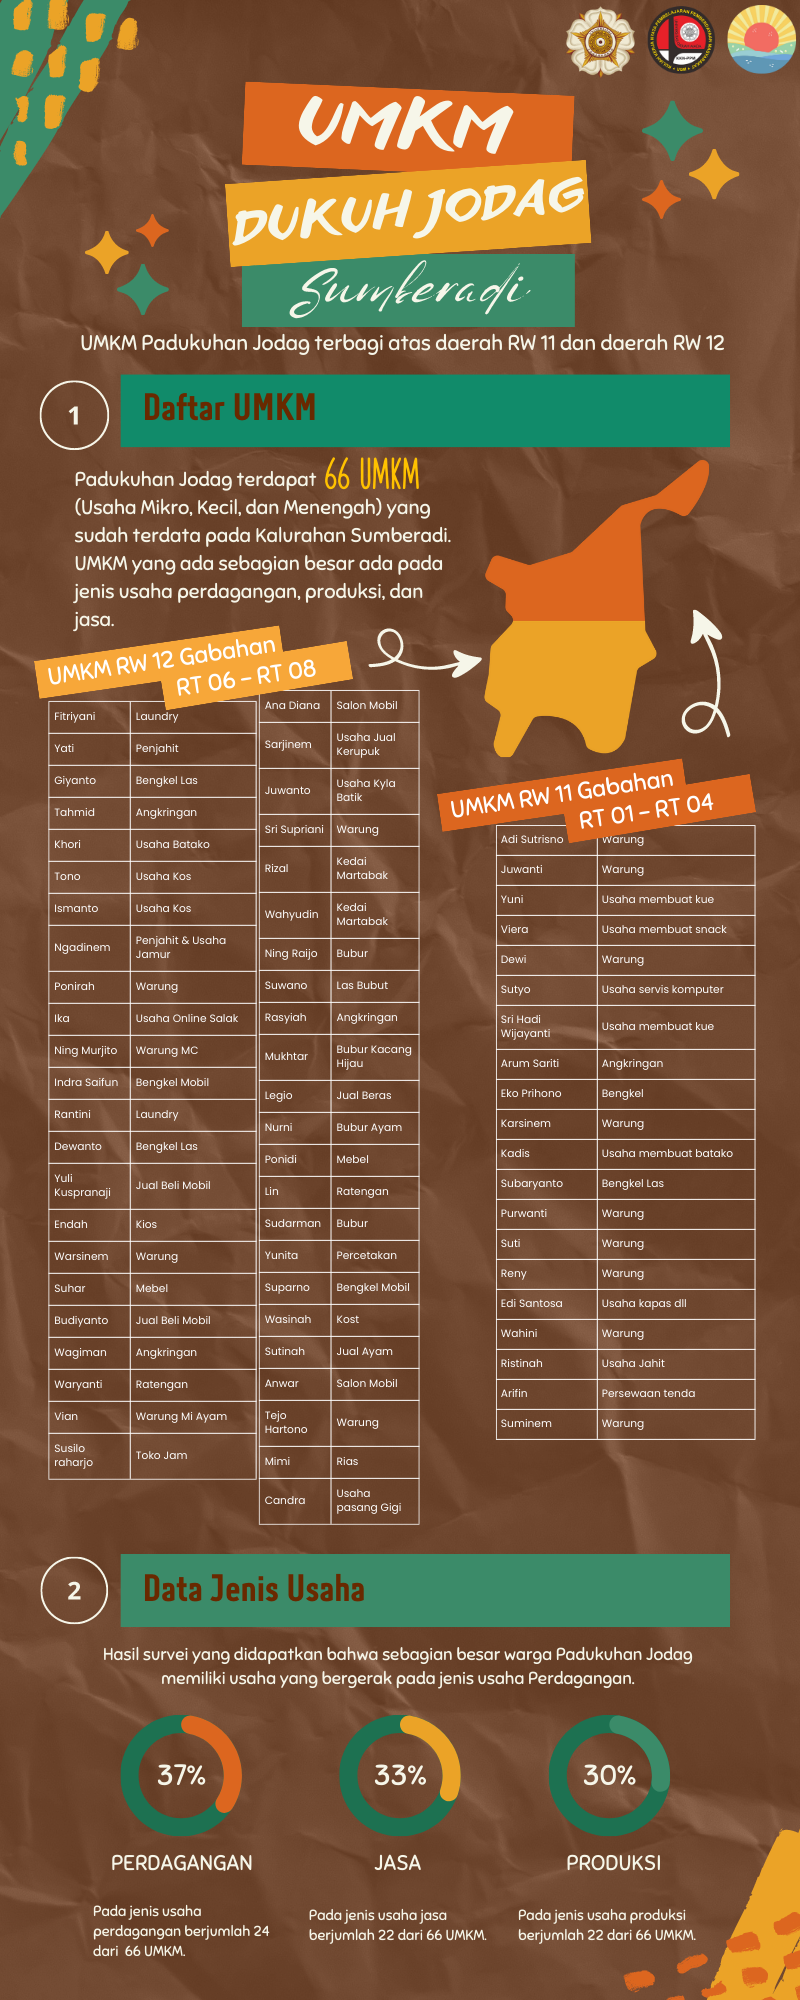 UMKM
DUKUH JODAG
Sumberadi
UMKM Padukuhan Jodag terbagi atas daerah RW 11 dan daerah RW 12
1
Daftar UMKM
Padukuhan Jodag terdapat 66 UMKM
(Usaha Mikro, Kecil, dan Menengah) yang
sudah terdata pada Kalurahan Sumberadi.
UMKM yang ada sebagian besar ada pada
jenis usaha perdagangan, produksi, dan
jasa.
UMKM RW 12 Gabahan
RT 06 - RT 08
Fitriyani Laundry
Yati Penjahit
Giyanto Bengkel Las
Tahmid Angkringan
Khori Usaha Batako
Tono Usaha Kos
Ismanto Usaha Kos
Ngadinem Penjahit & Usaha
Jamur
Ponirah Warung
Ika Usaha Online Salak
Ning Murjito Warung MC
Indra Saifun Bengkel Mobil
Rantini Laundry
Dewanto Bengkel Las
Yuli
Kuspranaji Jual Beli Mobil
Endah Kios
Warsinem Warung
Suhar Mebel
Budiyanto Jual Beli Mobil
Wagiman Angkringan
Waryanti Ratengan
Vian Warung Mi Ayam
Susilo
raharjo Toko Jam
Ana Diana Salon Mobil
Sarjinem Usaha Jual
Kerupuk
Juwanto Usaha Kyla
Batik
Sri Supriani Warung
Rizal Kedai
Martabak
Wahyudin Kedai
Martabak
Ning Raijo Bubur
Suwano Las Bubut
Rasyiah Angkringan
Mukhtar Bubur Kacang
Hijau
Legio Jual Beras
Nurni Bubur Ayam
Ponidi Mebel
Lin Ratengan
Sudarman Bubur
Yunita Percetakan
Suparno Bengkel Mobil
Wasinah Kost
Sutinah Jual Ayam
Anwar Salon Mobil
Tejo
Hartono Warung
Mimi Rias
Candra Usaha
pasang Gigi
UMKM RW 11 Gabahan
RT 01 - RT 04
Adi Sutrisno Warung
Juwanti Warung
Yuni Usaha membuat kue
Viera Usaha membuat snack
Dewi Warung
Sutyo Usaha servis komputer
Sri Hadi
Wijayanti Usaha membuat kue
Arum Sariti Angkringan
Eko Prihono Bengkel
Karsinem Warung
Kadis Usaha membuat batako
Subaryanto Bengkel Las
Purwanti Warung
Suti Warung
Reny Warung
Edi Santosa Usaha kapas dll
Wahini Warung
Ristinah Usaha Jahit
Arifin Persewaan tenda
Suminem Warung
2
Data Jenis Usaha
Hasil survei yang didapatkan bahwa sebagian besar warga Padukuhan Jodag
memiliki usaha yang bergerak pada jenis usaha Perdagangan.
37%
PERDAGANGAN
Pada jenis usaha
perdagangan berjumlah 24
dari 66 UMKM.
33%
JASA
Pada jenis usaha jasa
berjumlah 22 dari 66 UMKM.
30%
PRODUKSI
Pada jenis usaha produksi
berjumlah 22 dari 66 UMKM.